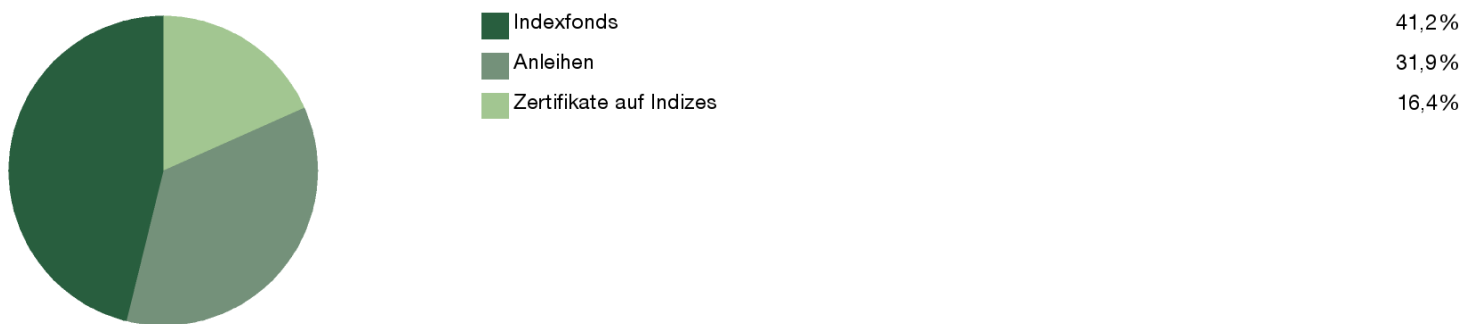 Indexfonds 41,2%
Anleihen 31,9%
Zertifikate auf Indizes 16,4%